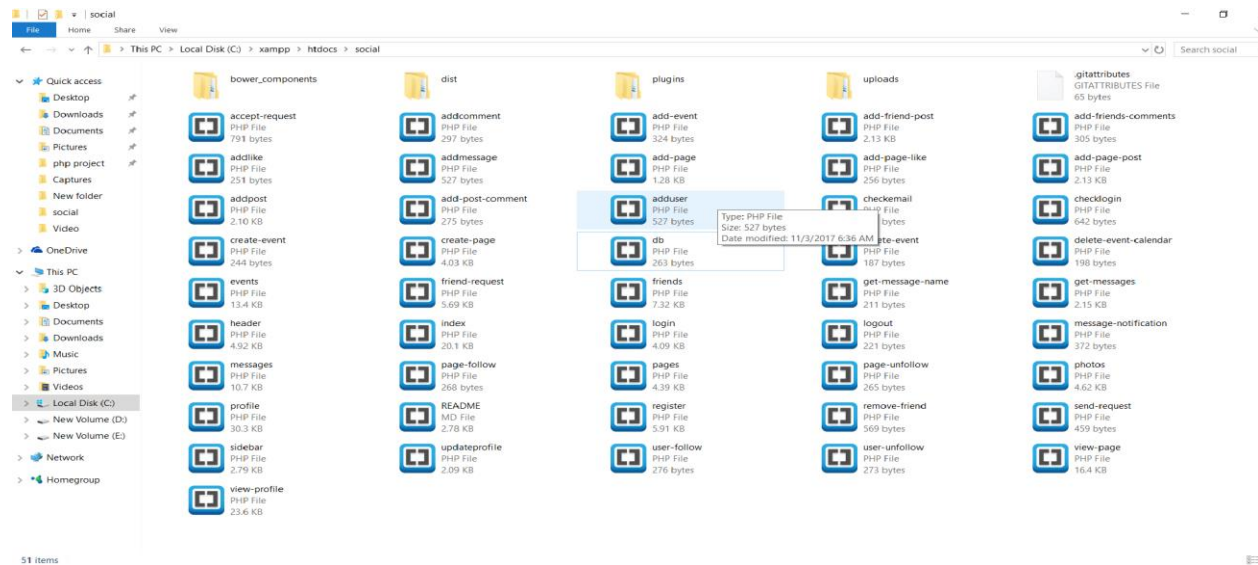 social
File Home Share View
This PC > Local Disk (C:) > xampp > htdocs > social
Search social
Quick access
Desktop
Downloads
Documents
Pictures
php project
Captures
New folder
social
Video
OneDrive
This PC
3D Objects
Desktop
Documents
Downloads
Music
Pictures
Videos
Local Disk (C:)
New Volume (D:)
New Volume (E:)
Network
Homegroup
bower_components
dist
plugins
uploads
.gitattributes
GITATTRIBUTES File
65 bytes
accept-request
PHP File
791 bytes
addcomment
PHP File
297 bytes
add-event
PHP File
324 bytes
add-friend-post
PHP File
2.13 KB
add-friends-comments
PHP File
305 bytes
addlike
PHP File
251 bytes
addmessage
PHP File
527 bytes
add-page
PHP File
1.28 KB
add-page-like
PHP File
256 bytes
add-page-post
PHP File
2.13 KB
addpost
PHP File
2.10 KB
add-post-comment
PHP File
275 bytes
adduser
PHP File
527 bytes
Type: PHP File
Size: 527 bytes
Date modified: 11/3/2017 6:36 AM
checkemail
File
bytes
checklogin
PHP File
642 bytes
create-event
PHP File
244 bytes
create-page
PHP File
4.03 KB
db
PHP File
263 bytes
ete-event
PHP File
187 bytes
delete-event-calendar
PHP File
198 bytes
events
PHP File
13.4 KB
friend-request
PHP File
5.69 KB
friends
PHP File
7.32 KB
get-message-name
PHP File
211 bytes
get-messages
PHP File
2.15 KB
header
PHP File
4.92 KB
index
PHP File
20.1 KB
login
PHP File
4.09 KB
logout
PHP File
221 bytes
message-notification
PHP File
372 bytes
messages
PHP File
10.7 KB
page-follow
PHP File
268 bytes
pages
PHP File
4.39 KB
page-unfollow
PHP File
265 bytes
photos
PHP File
4.62 KB
profile
PHP File
30.3 KB
README
MD File
2.78 KB
register
PHP File
5.91 KB
remove-friend
PHP File
569 bytes
send-request
PHP File
459 bytes
sidebar
PHP File
2.79 KB
updateprofile
PHP File
2.09 KB
user-follow
PHP File
276 bytes
user-unfollow
PHP File
273 bytes
view-page
PHP File
16.4 KB
view-profile
PHP File
23.6 KB
51 items